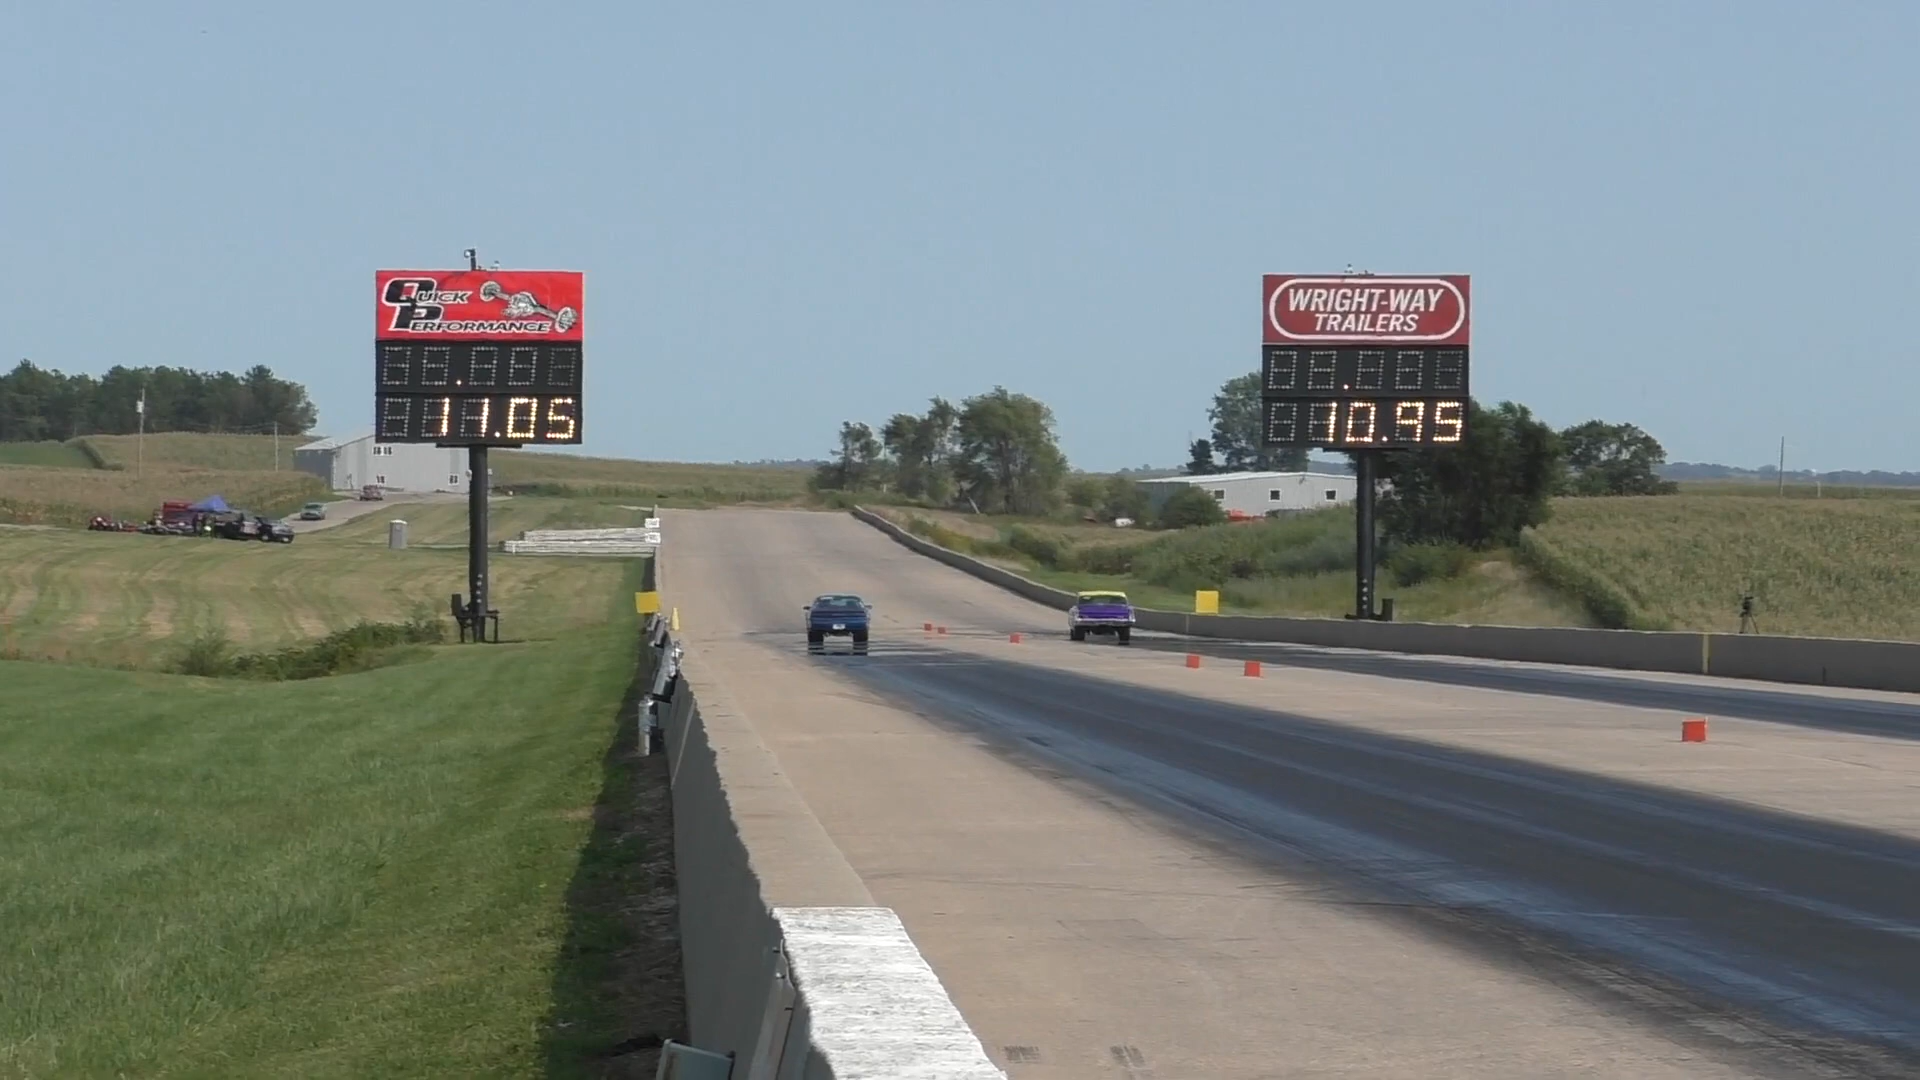 QUICK
PERFORMANCE
11.05
WRIGHT-WAY
TRAILERS
10.95